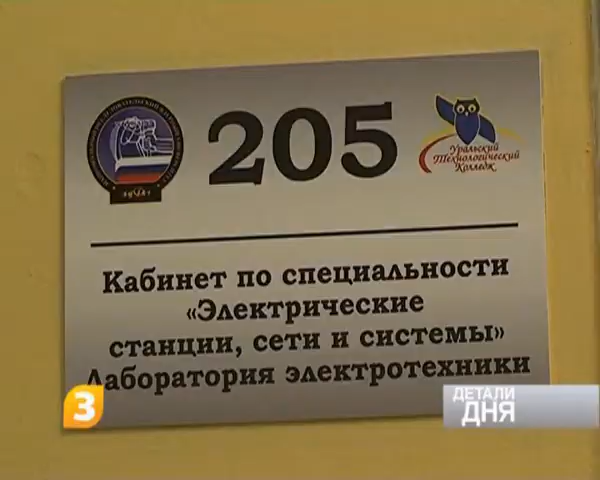 205
Уральский
Технологический
Колледж
Кабинет по специальности
«Электрические
станции, сети и системы»
Лаборатория электротехники
3
ДЕТАЛИ
ДНЯ